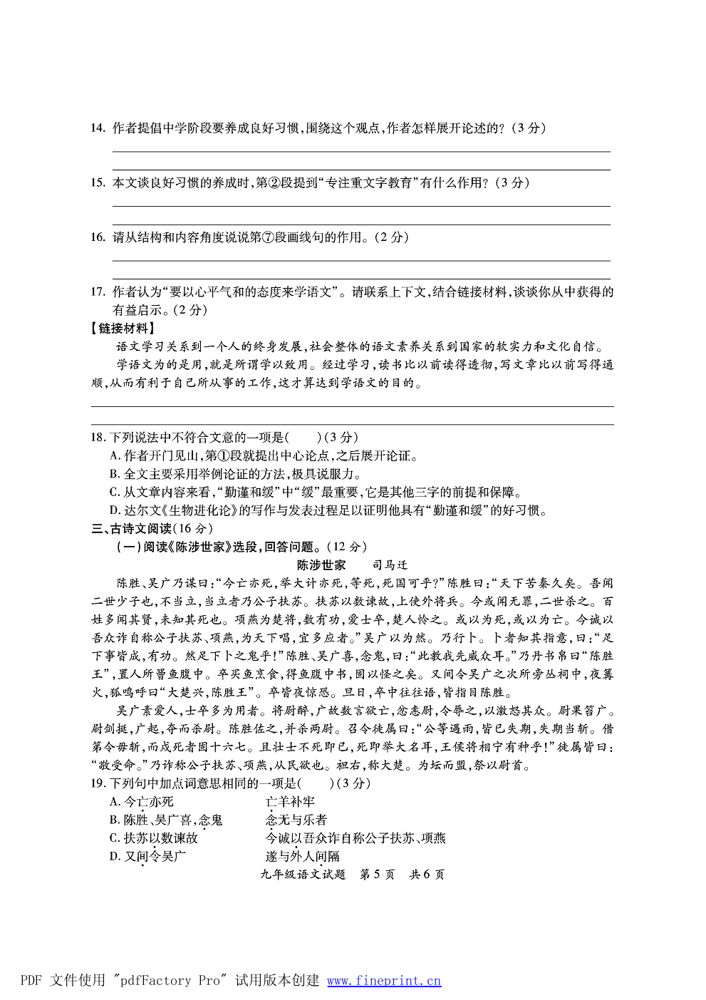 14. 作者提倡中学阶段要养成良好习惯,围绕这个观点,作者怎样展开论述的?(3分)
15. 本文谈良好习惯的养成时,第②段提到“专注重文字教育”有什么作用?(3分)
16. 请从结构和内容角度说说第⑦段画线句的作用。(2分)
17. 作者认为“要以心平气和的态度来学语文”。请联系上下文,结合链接材料,谈谈你从中获得的
有益启示。(2分)
【链接材料】
语文学习关系到一个人的终身发展,社会整体的语文素养关系到国家的软实力和文化自信。
学语文为的是用,就是所谓学以致用。经过学习,读书比以前读得透彻,写文章比以前写得通
顺,从而有利于自己所从事的工作,这才算达到学语文的目的。
18. 下列说法中不符合文意的一项是(  )(3分)
A. 作者开门见山,第①段就提出中心论点,之后展开论证。
B. 全文主要采用举例论证的方法,极具说服力。
C. 从文章内容来看,“勤谨和缓”中“缓”最重要,它是其他三字的前提和保障。
D. 达尔文《生物进化论》的写作与发表过程足以证明他具有“勤谨和缓”的好习惯。
三、古诗文阅读(16分)
(一)阅读《陈涉世家》选段,回答问题。(12分)
陈涉世家  司马迁
陈胜、吴广乃谋曰:“今亡亦死,举大计亦死,等死,死国可乎?”陈胜曰:“天下苦秦久矣。吾闻
二世少子也,不当立,当立者乃公子扶苏。扶苏以数谏故,上使外将兵。今或闻无罪,二世杀之。百
姓多闻其贤,未知其死也。项燕为楚将,数有功,爱士卒,楚人怜之。或以为死,或以为亡。今诚以
吾众诈自称公子扶苏、项燕,为天下唱,宜多应者。”吴广以为然。乃行卜。卜者知其指意,曰:“足
下事皆成,有功。然足下卜之鬼乎!”陈胜、吴广喜,念鬼,曰:“此教我先威众耳。”乃丹书帛曰“陈胜
王”,置人所罾鱼腹中。卒买鱼烹食,得鱼腹中书,固以怪之矣。又间令吴广之次所旁丛祠中,夜篝
火,狐鸣呼曰“大楚兴,陈胜王”。卒皆夜惊恐。旦日,卒中往往语,皆指目陈胜。
吴广素爱人,士卒多为用者。将尉醉,广故数言欲亡,忿恚尉,令辱之,以激怒其众。尉果笞广。
尉剑挺,广起,夺而杀尉。陈胜佐之,并杀两尉。召令徒属曰:“公等遇雨,皆已失期,失期当斩。借
第令毋斩,而戍死者固十六七。且壮士不死即已,死即举大名耳,王侯将相宁有种乎!”徒属皆曰:
“敬受命。”乃诈称公子扶苏、项燕,从民欲也。袒右,称大楚。为坛而盟,祭以尉首。
19. 下列句中加点词意思相同的一项是(  )(3分)
A. 今亡亦死  亡羊补牢
B. 陈胜、吴广喜,念鬼  念无与乐者
C. 扶苏以数谏故  今诚以吾众诈自称公子扶苏、项燕
D. 又间令吴广  遂与外人间隔
九年级语文试题 第5页 共6页
PDF 文件使用 "pdfFactory Pro" 试用版本创建 www.fineprint.cn